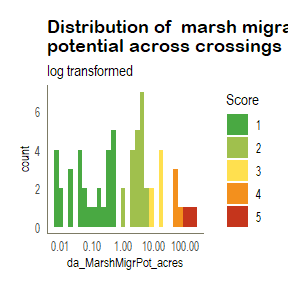 Distribution of  marsh migra
potential across crossings
log transformed
6
4
2
0
count
0.01 0.10 1.00 10.00 100.00
da_MarshMigrPot_acres
Score
1
2
3
4
5